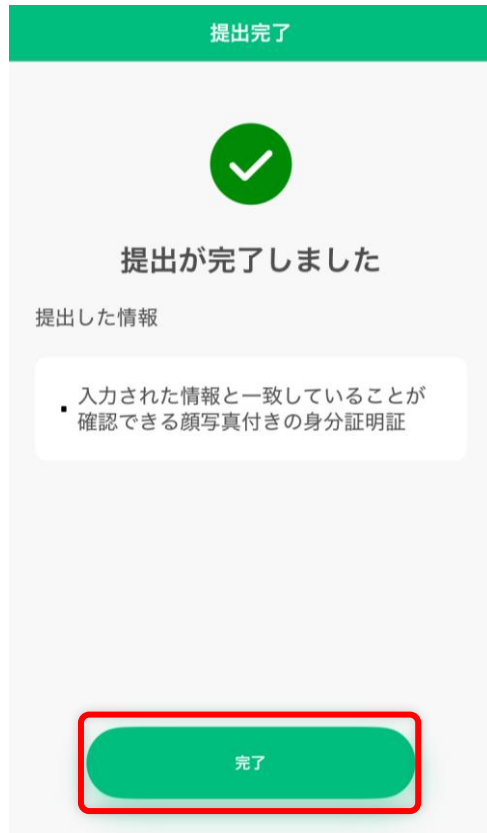 提出完了
提出が完了しました
提出した情報
▪ 入力された情報と一致していることが
確認できる顔写真付きの身分証明証
完了